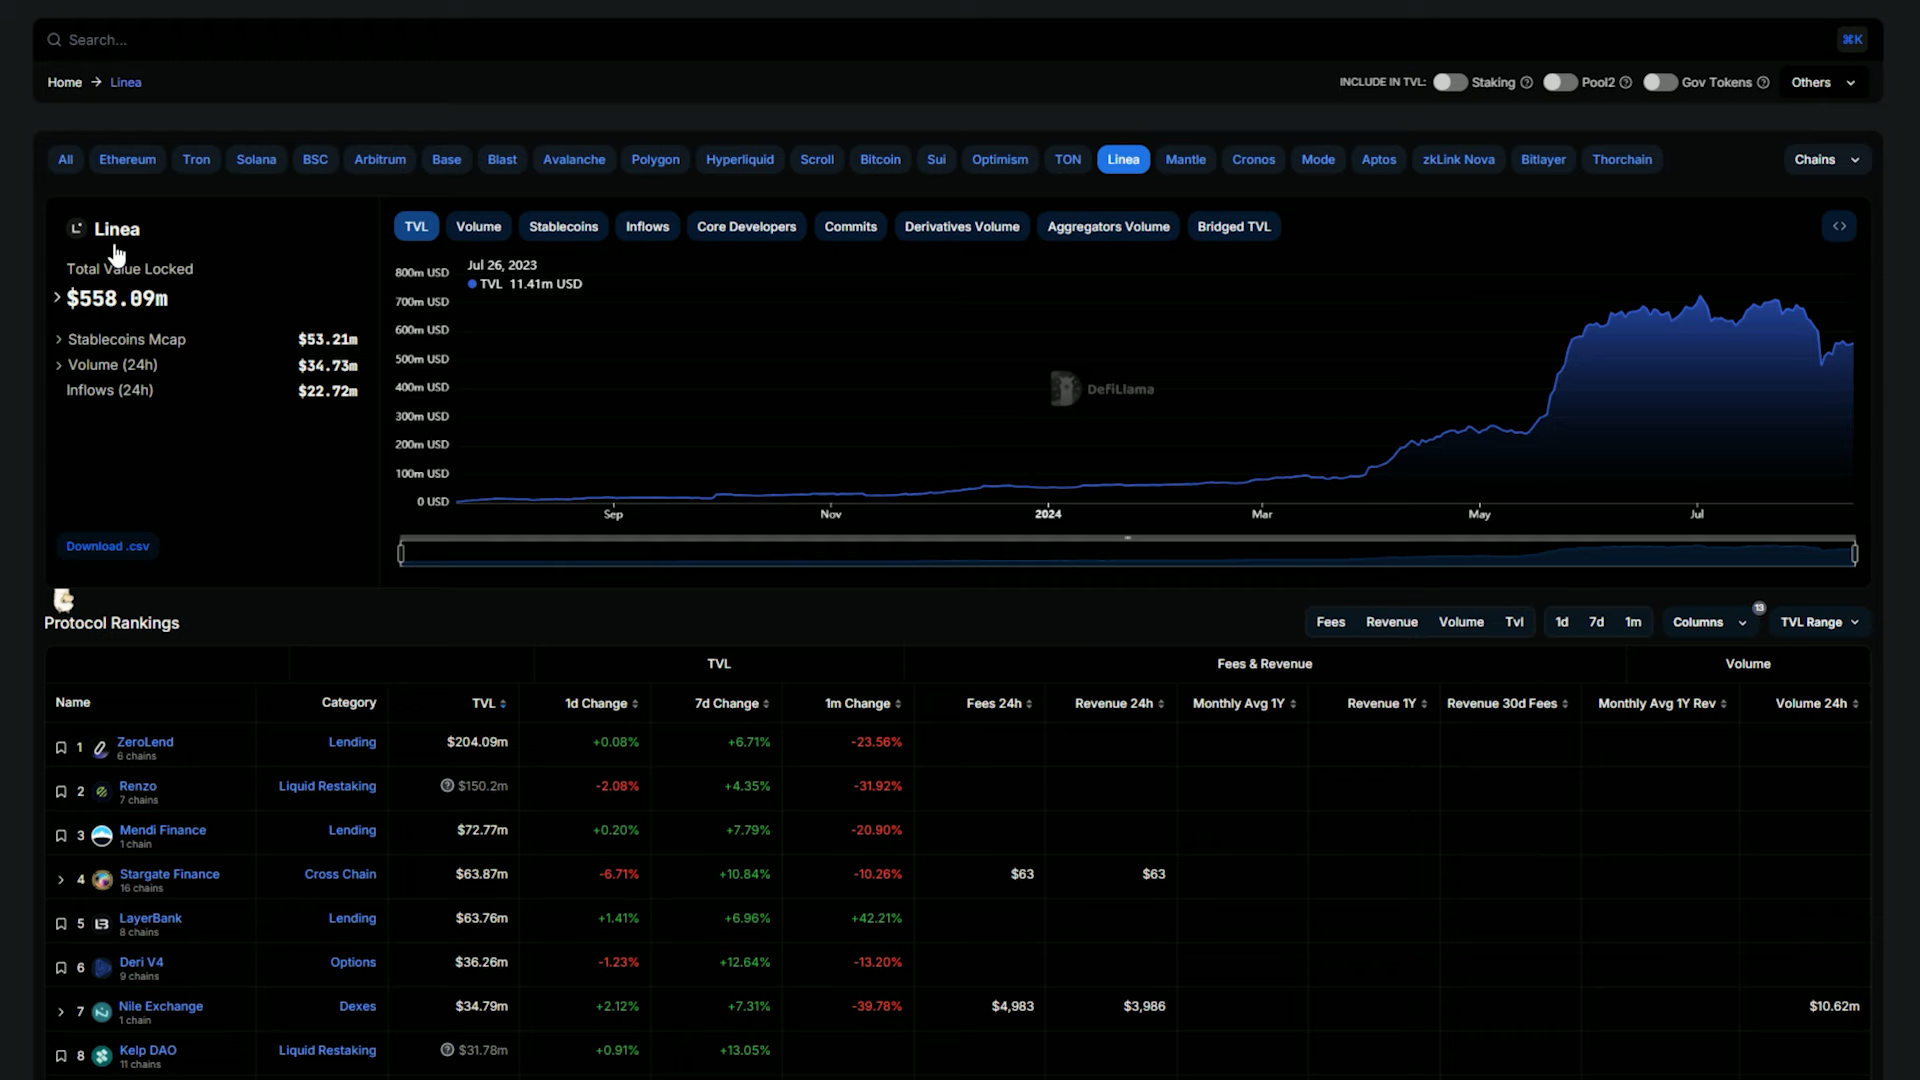 Search...
⌘K
Home → Linea
INCLUDE IN TVL: Staking Pool2 Gov Tokens Others
All Ethereum Tron Solana BSC Arbitrum Base Blast Avalanche Polygon Hyperliquid Scroll Bitcoin Sui Optimism TON Linea Mantle Cronos Mode Aptos zkLink Nova Bitlayer Thorchain Chains
Linea
Total Value Locked
$558.09m
Stablecoins Mcap $53.21m
Volume (24h) $34.73m
Inflows (24h) $22.72m
Download .csv
TVL Volume Stablecoins Inflows Core Developers Commits Derivatives Volume Aggregators Volume Bridged TVL
Jul 26, 2023
TVL 11.41m USD
800m USD
700m USD
600m USD
500m USD
400m USD
300m USD
200m USD
100m USD
0 USD
DefiLlama
Sep Nov 2024 Mar May Jul
Protocol Rankings
Fees Revenue Volume Tvl 1d 7d 1m Columns 13 TVL Range
TVL Fees & Revenue Volume
Name Category TVL 1d Change 7d Change 1m Change Fees 24h Revenue 24h Monthly Avg 1Y Revenue 1Y Revenue 30d Fees Monthly Avg 1Y Rev Volume 24h
1 ZeroLend Lending $204.09m +0.08% +6.71% -23.56%
6 chains
2 Renzo Liquid Restaking $150.2m -2.08% +4.35% -31.92%
7 chains
3 Mendi Finance Lending $72.77m +0.20% +7.79% -20.90%
1 chain
4 Stargate Finance Cross Chain $63.87m -6.71% +10.84% -10.26% $63 $63
16 chains
5 LayerBank Lending $63.76m +1.41% +6.96% +42.21%
8 chains
6 Deri V4 Options $36.26m -1.23% +12.64% -13.20%
9 chains
7 Nile Exchange Dexes $34.79m +2.12% +7.31% -39.78% $4,983 $3,986 $10.62m
1 chain
8 Kelp DAO Liquid Restaking $31.78m +0.91% +13.05%
11 chains